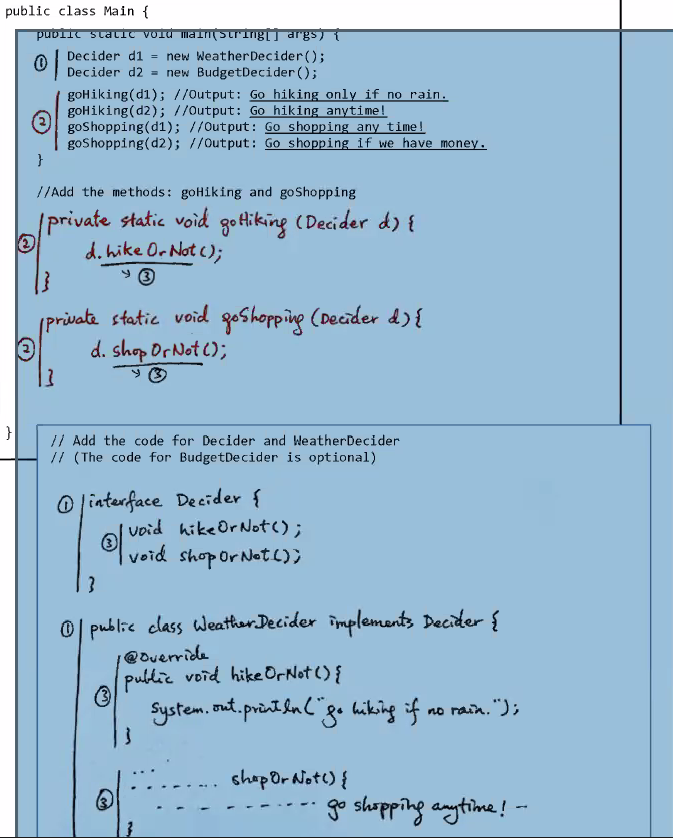 public class Main {
public static void main(String[] args) {
① Decider d1 = new WeatherDecider();
Decider d2 = new BudgetDecider();
② goHiking(d1); //Output: Go hiking only if no rain.
goHiking(d2); //Output: Go hiking anytime!
goShopping(d1); //Output: Go shopping any time!
goShopping(d2); //Output: Go shopping if we have money.
}
//Add the methods: goHiking and goShopping
② private static void goHiking (Decider d) {
d.hikeOrNot();
↘ ③
}
② private static void goShopping (Decider d){
d. shopOrNot();
↘ ③
}
}
// Add the code for Decider and WeatherDecider
// (The code for BudgetDecider is optional)
① interface Decider {
③ void hikeOrNot();
void shopOrNot();
}
① public class WeatherDecider implements Decider {
@Override
③ public void hikeOrNot(){
System.out.println("go hiking if no rain.");
}
...
③ ....... shopOrNot(){
- - - - - - - - go shopping anytime! -
}